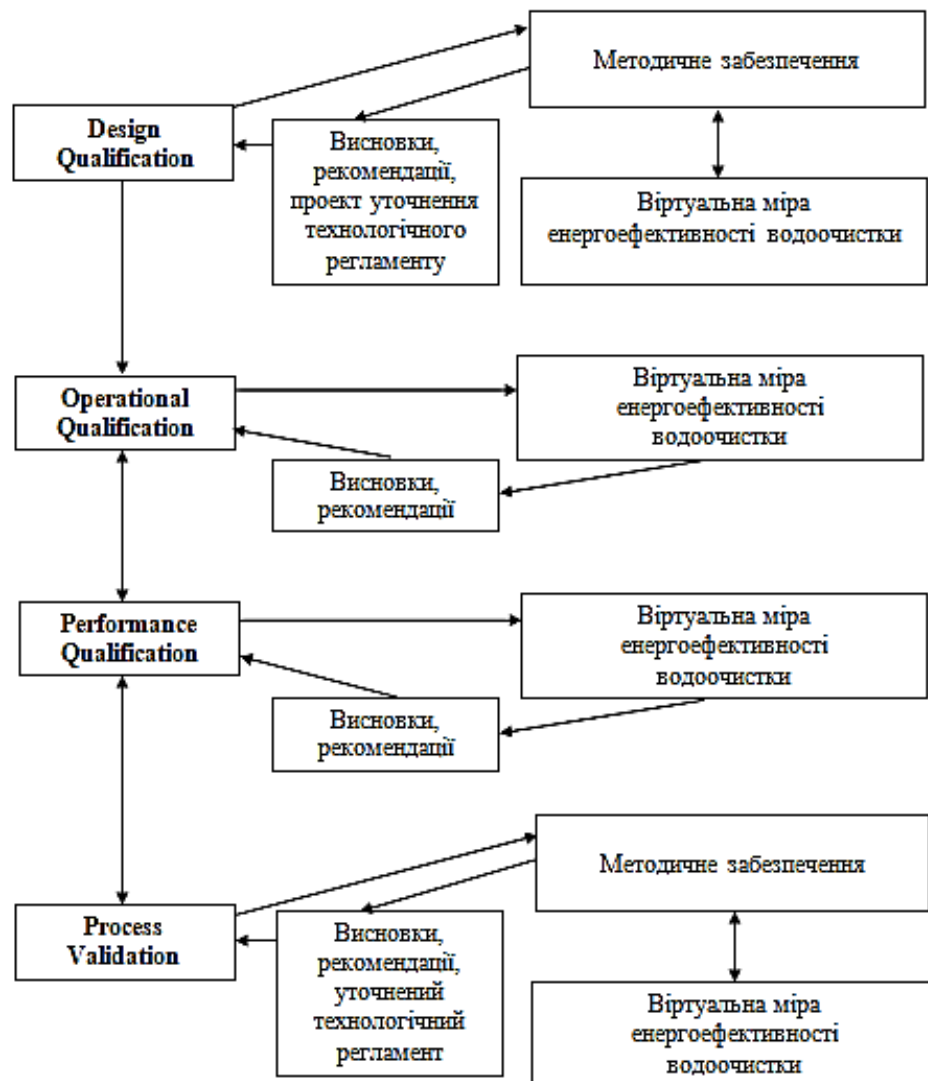 Методичне забезпечення
Design
Qualification
Висновки,
рекомендації,
проект уточнення
технологічного
регламенту
Віртуальна міра
енергоефективності водоочистки
Operational
Qualification
Віртуальна міра
енергоефективності
водоочистки
Висновки,
рекомендації
Performance
Qualification
Віртуальна міра
енергоефективності
водоочистки
Висновки,
рекомендації
Методичне забезпечення
Process
Validation
Висновки,
рекомендації,
уточнений
технологічний
регламент
Віртуальна міра
енергоефективності
водоочистки